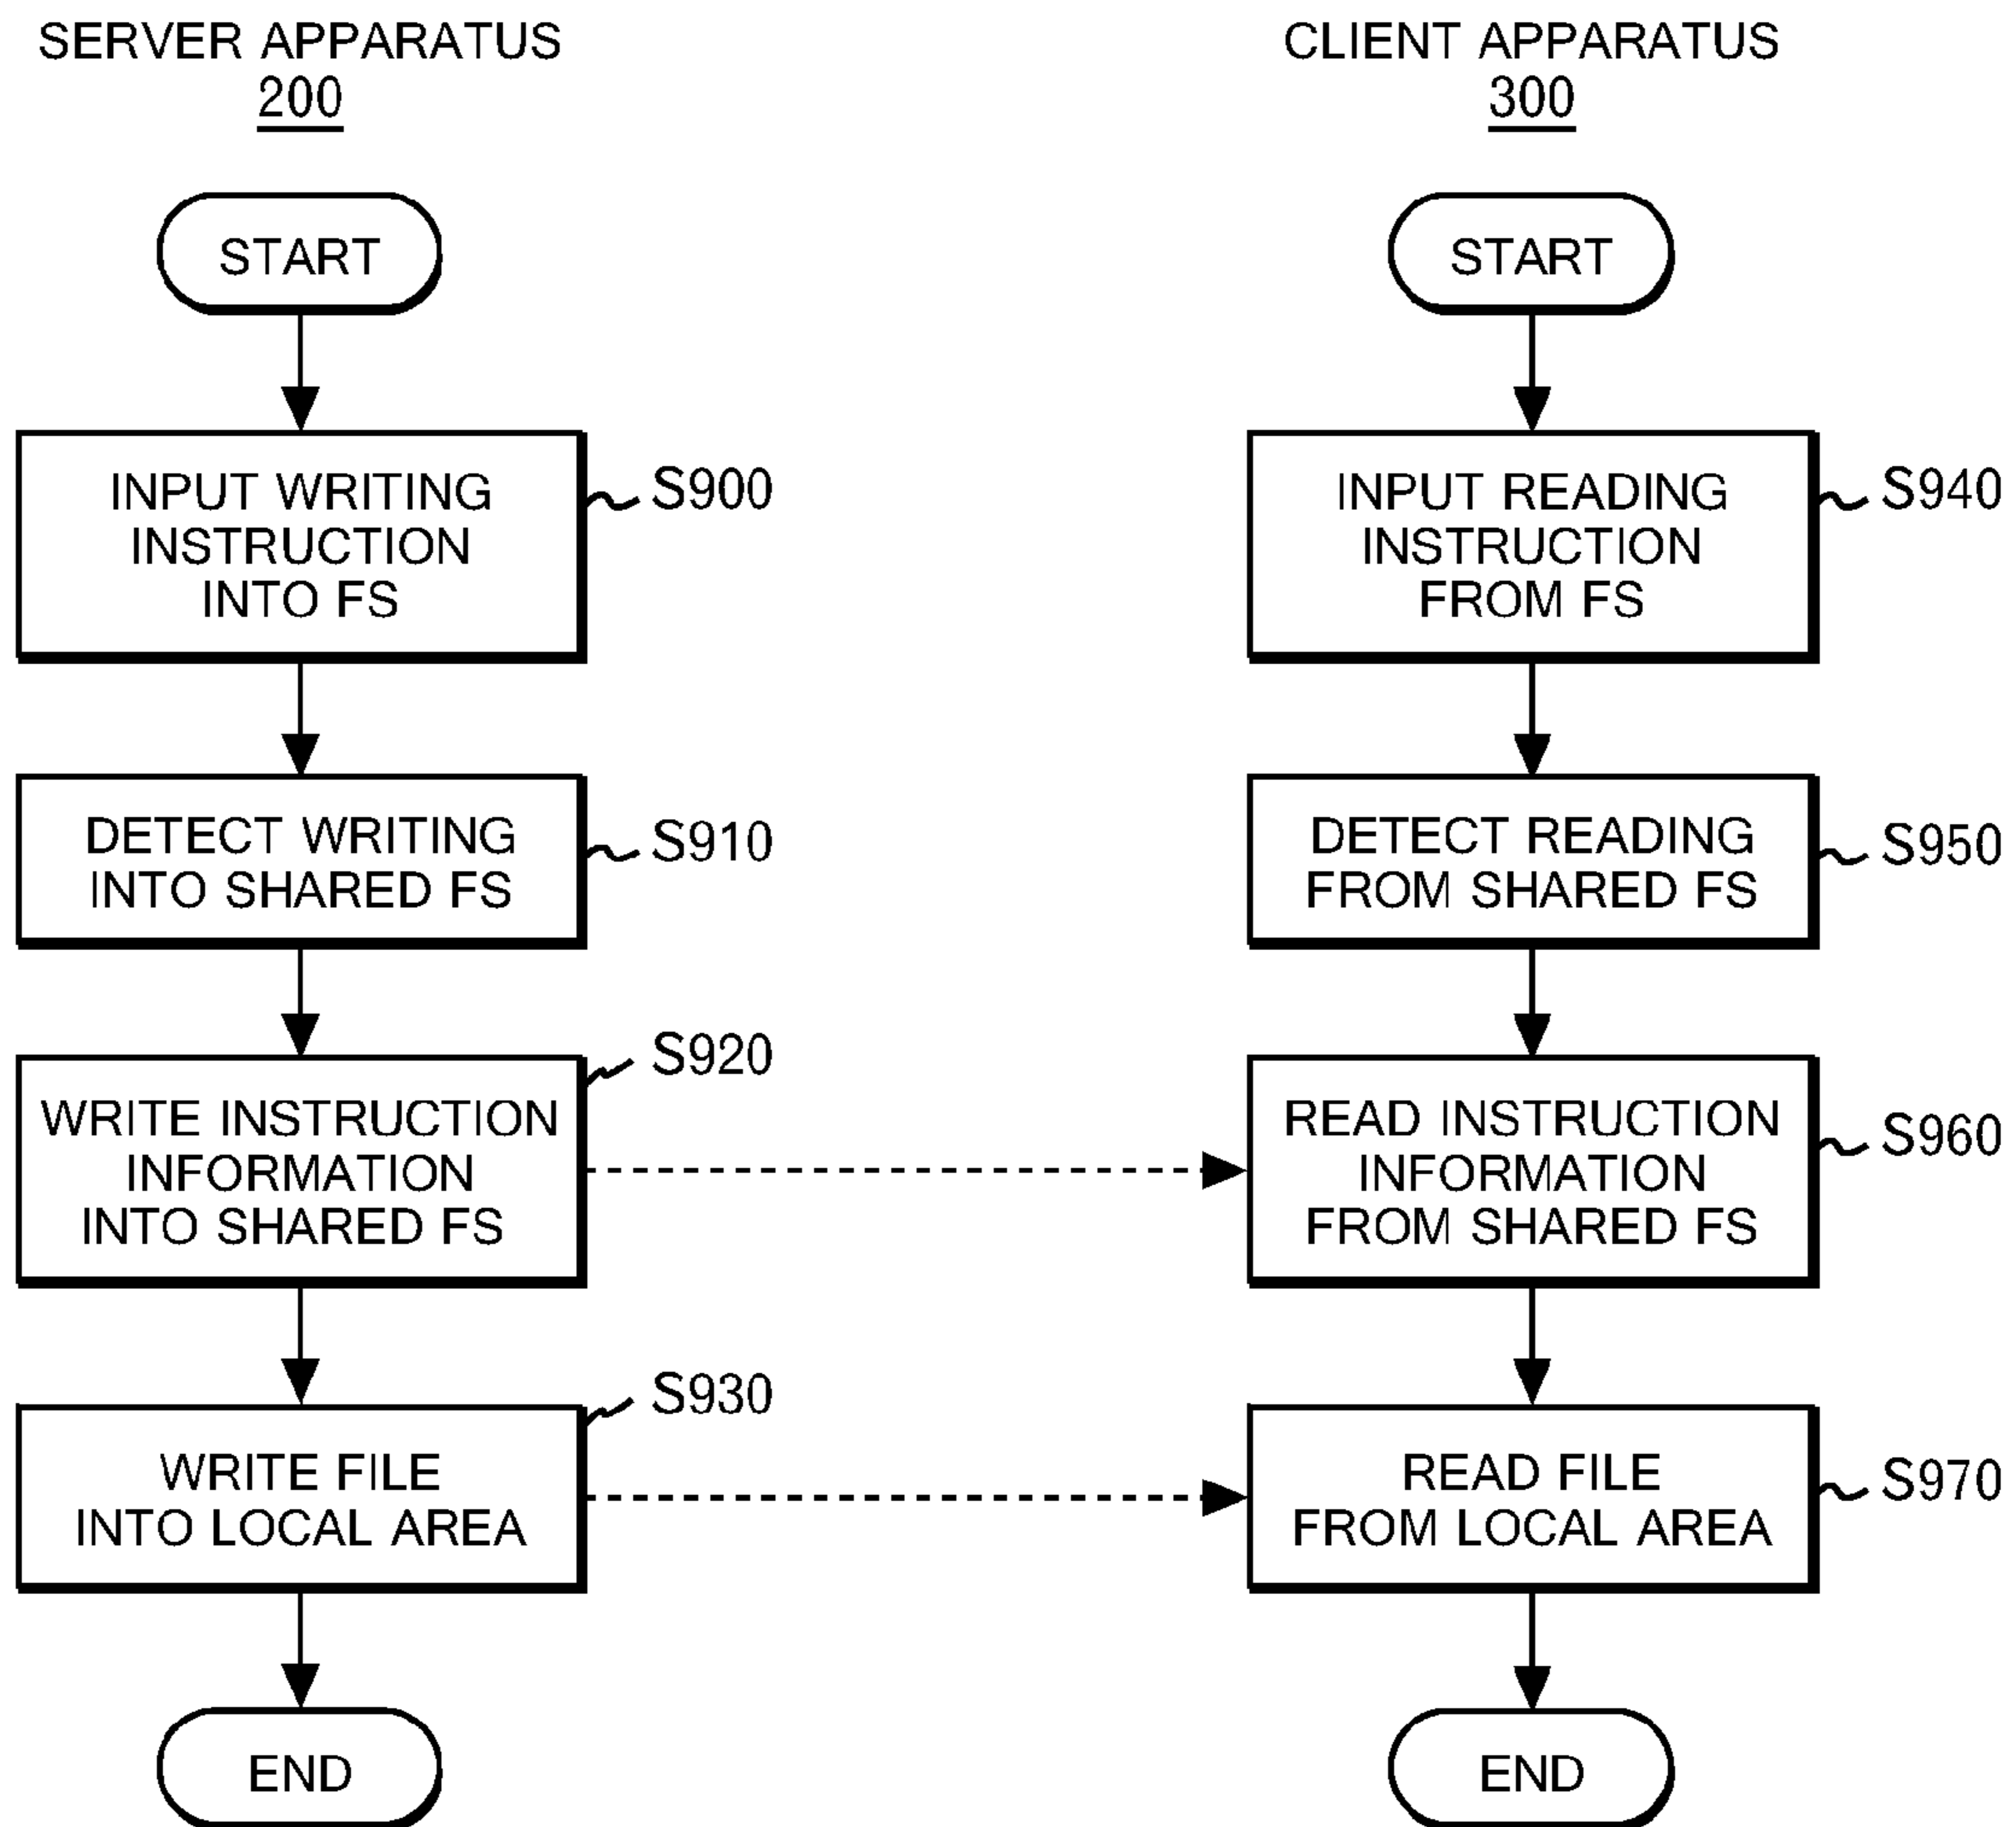 SERVER APPARATUS
200
START
INPUT WRITING
INSTRUCTION
INTO FS
S900
DETECT WRITING
INTO SHARED FS
S910
WRITE INSTRUCTION
INFORMATION
INTO SHARED FS
S920
WRITE FILE
INTO LOCAL AREA
S930
END
CLIENT APPARATUS
300
START
INPUT READING
INSTRUCTION
FROM FS
S940
DETECT READING
FROM SHARED FS
S950
READ INSTRUCTION
INFORMATION
FROM SHARED FS
S960
READ FILE
FROM LOCAL AREA
S970
END